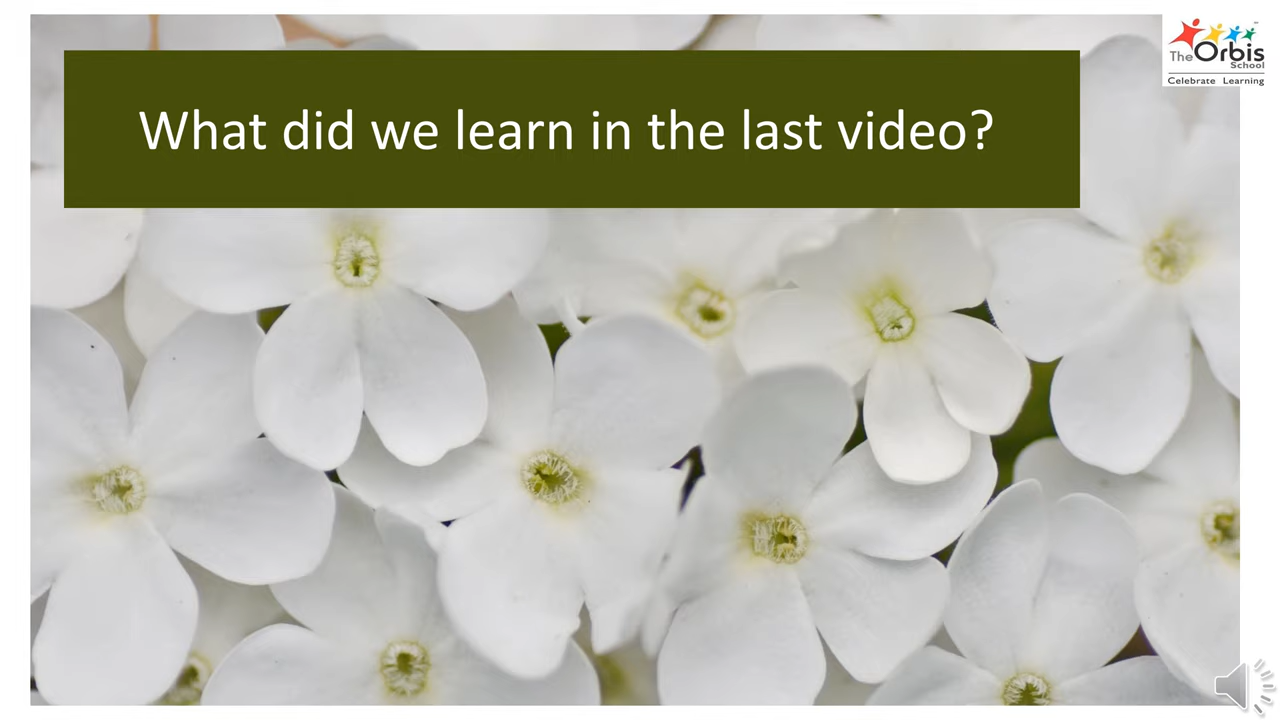 What did we learn in the last video?
The Orbis
School
Celebrate Learning